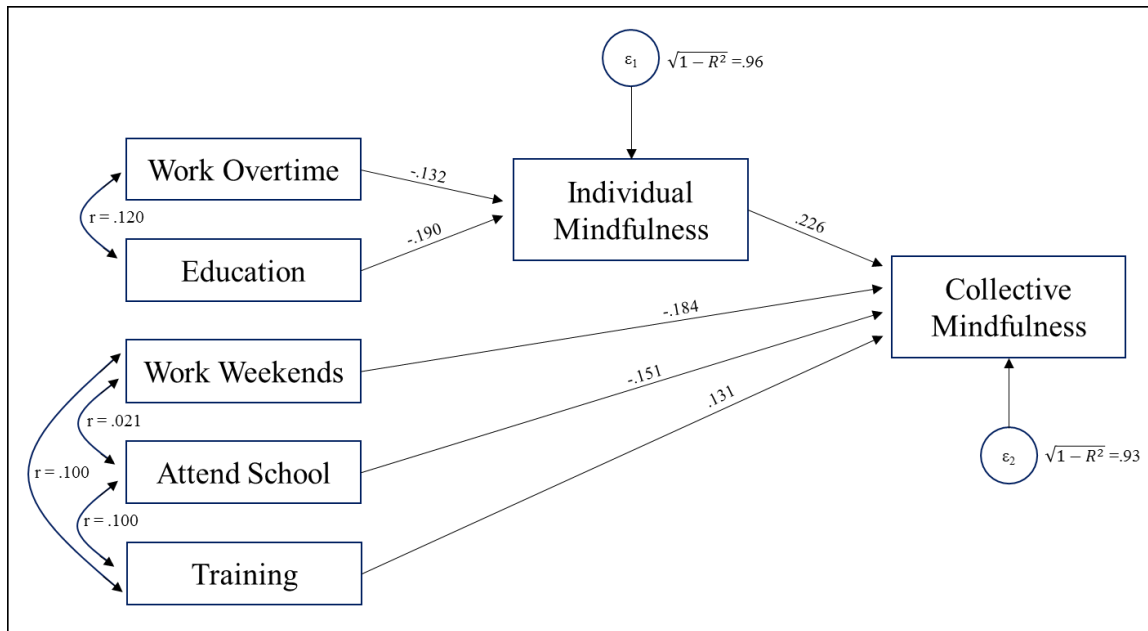 ε₁
√1 − R² =.96
Work Overtime
-.132
Individual
Mindfulness
r = .120
.226
-.190
Education
Collective
Mindfulness
-.184
Work Weekends
-.151
.131
r = .021
ε₂
√1 − R² =.93
r = .100
Attend School
r = .100
Training